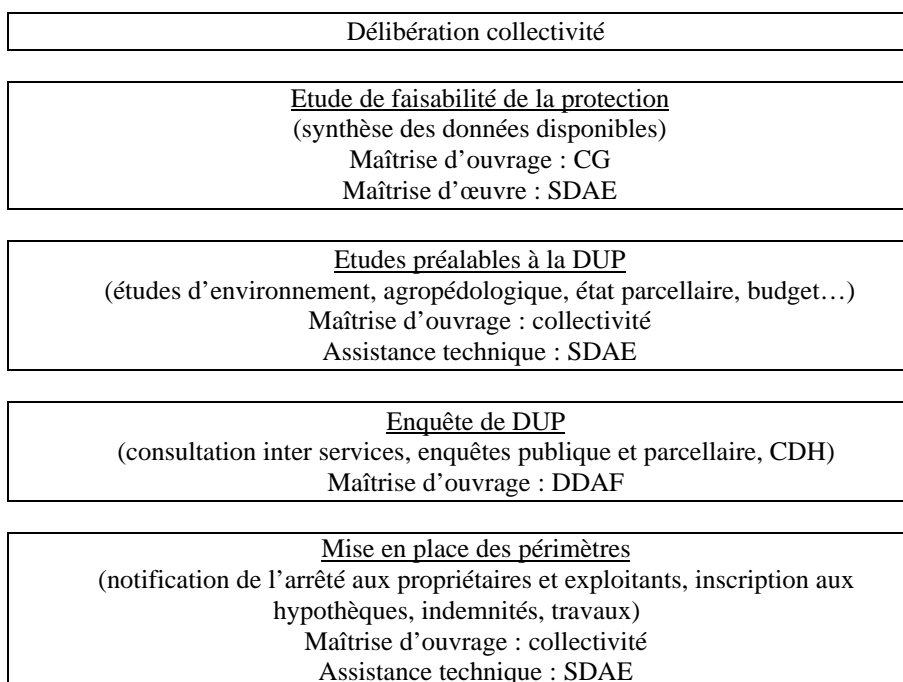 Délibération collectivité
Etude de faisabilité de la protection
(synthèse des données disponibles)
Maîtrise d’ouvrage : CG
Maîtrise d’œuvre : SDAE
Etudes préalables à la DUP
(études d’environnement, agropédologique, état parcellaire, budget…)
Maîtrise d’ouvrage : collectivité
Assistance technique : SDAE
Enquête de DUP
(consultation inter services, enquêtes publique et parcellaire, CDH)
Maîtrise d’ouvrage : DDAF
Mise en place des périmètres
(notification de l’arrêté aux propriétaires et exploitants, inscription aux
hypothèques, indemnités, travaux)
Maîtrise d’ouvrage : collectivité
Assistance technique : SDAE